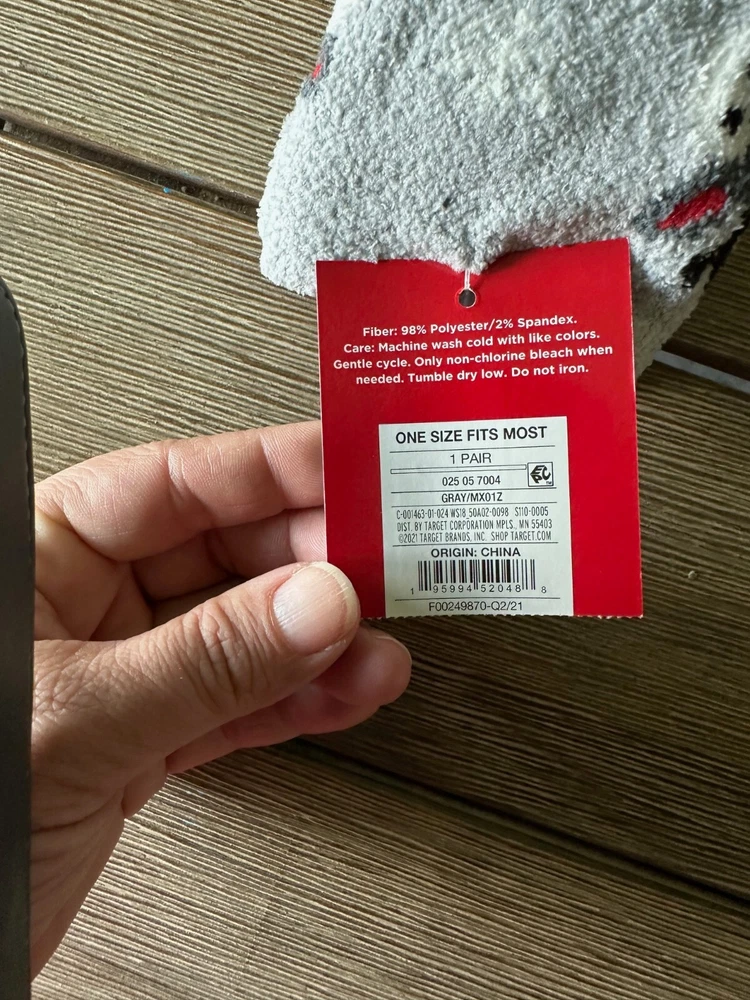 Fiber: 98% Polyester/2% Spandex.
Care: Machine wash cold with like colors.
Gentle cycle. Only non-chlorine bleach when
needed. Tumble dry low. Do not iron.
ONE SIZE FITS MOST
1 PAIR
025 05 7004
GRAY/MX01Z
C-001463-01-024 WS18 50A02-0098 S110-0005
DIST. BY TARGET CORPORATION MPLS., MN 55403
©2021 TARGET BRANDS, INC. SHOP TARGET.COM
ORIGIN: CHINA
1 95994 52048 8
F00249870-Q2/21